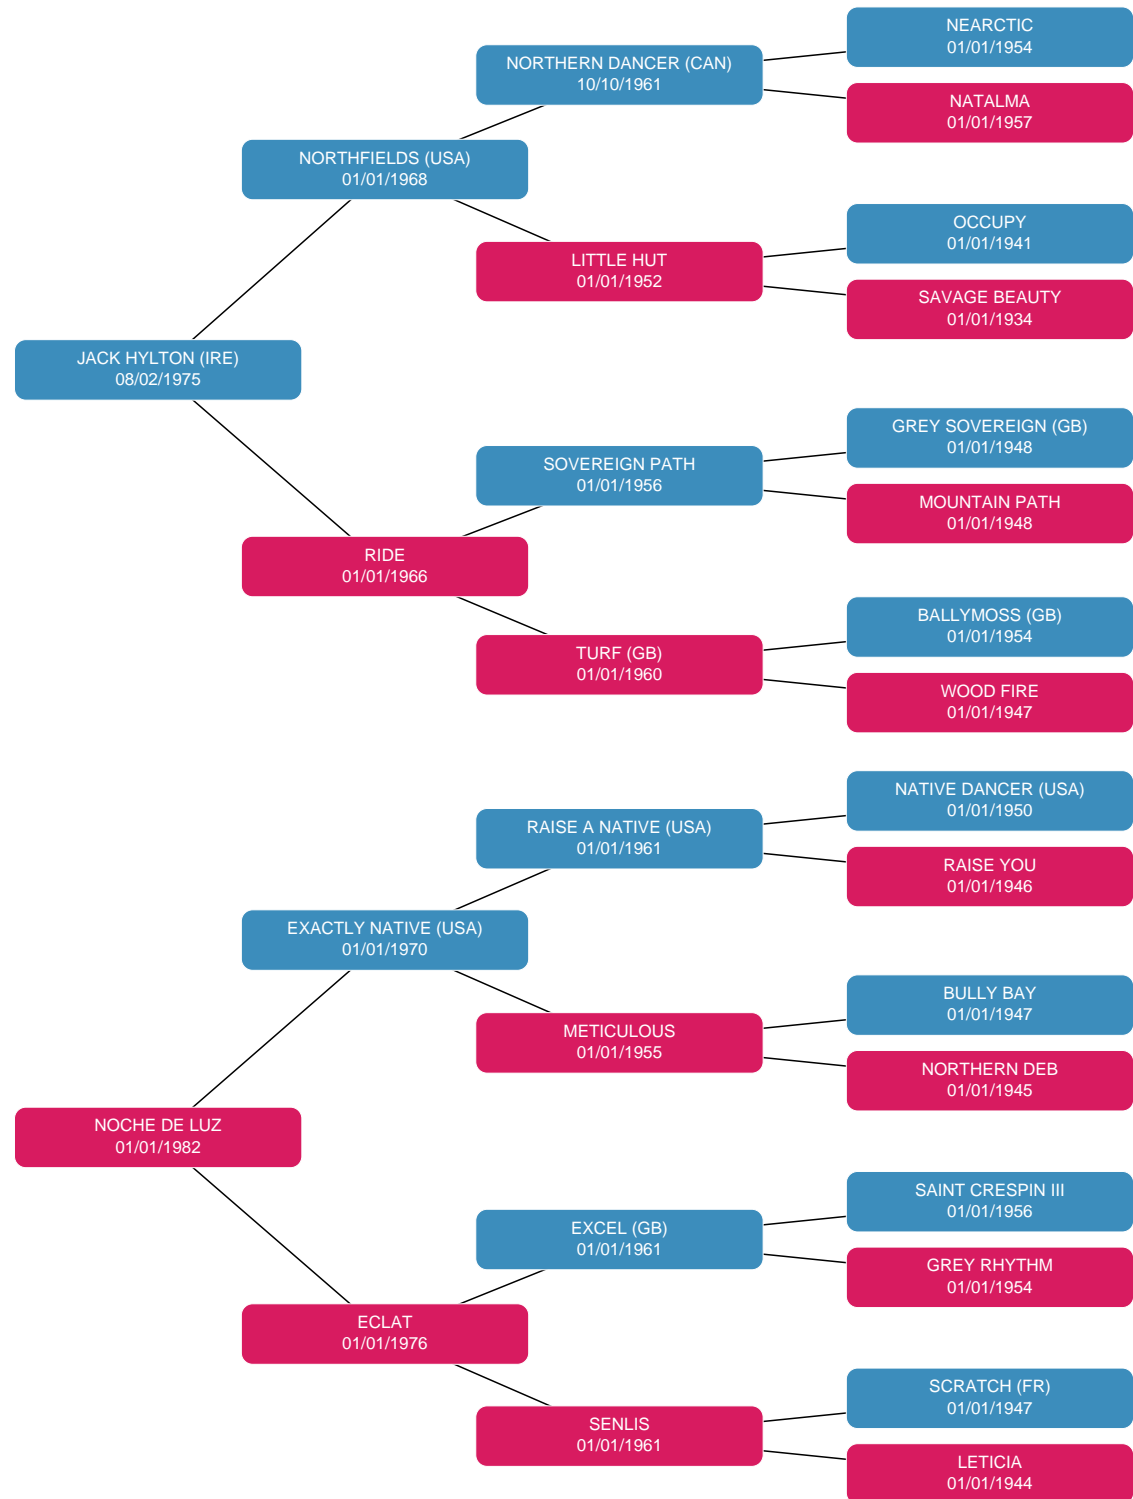 NEARCTIC
01/01/1954
NORTHERN DANCER (CAN)
10/10/1961
NATALMA
01/01/1957
NORTHFIELDS (USA)
01/01/1968
OCCUPY
01/01/1941
LITTLE HUT
01/01/1952
SAVAGE BEAUTY
01/01/1934
JACK HYLTON (IRE)
08/02/1975
GREY SOVEREIGN (GB)
01/01/1948
SOVEREIGN PATH
01/01/1956
MOUNTAIN PATH
01/01/1948
RIDE
01/01/1966
BALLYMOSS (GB)
01/01/1954
TURF (GB)
01/01/1960
WOOD FIRE
01/01/1947
NATIVE DANCER (USA)
01/01/1950
RAISE A NATIVE (USA)
01/01/1961
RAISE YOU
01/01/1946
EXACTLY NATIVE (USA)
01/01/1970
BULLY BAY
01/01/1947
METICULOUS
01/01/1955
NORTHERN DEB
01/01/1945
NOCHE DE LUZ
01/01/1982
SAINT CRESPIN III
01/01/1956
EXCEL (GB)
01/01/1961
GREY RHYTHM
01/01/1954
ECLAT
01/01/1976
SCRATCH (FR)
01/01/1947
SENLIS
01/01/1961
LETICIA
01/01/1944